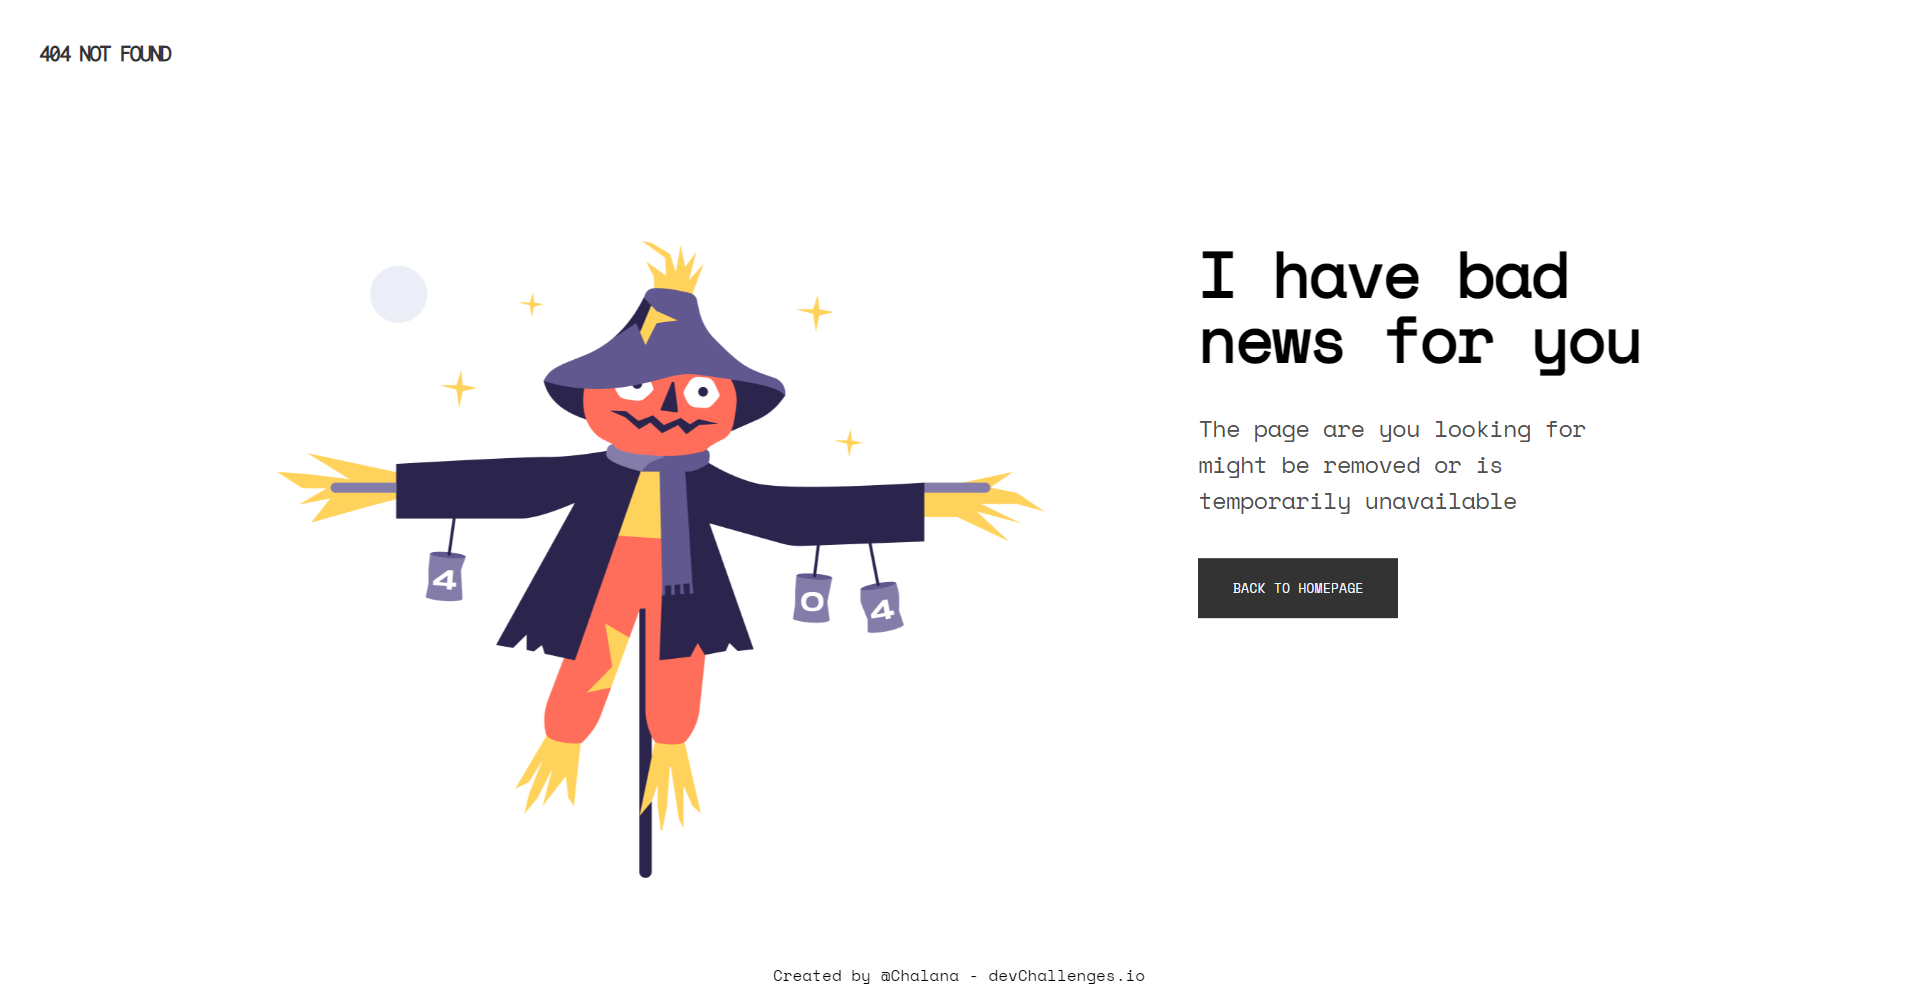 404 NOT FOUND
I have bad
news for you
The page are you looking for
might be removed or is
temporarily unavailable
BACK TO HOMEPAGE
4
0
4
Created by @Chalana - devChallenges.io